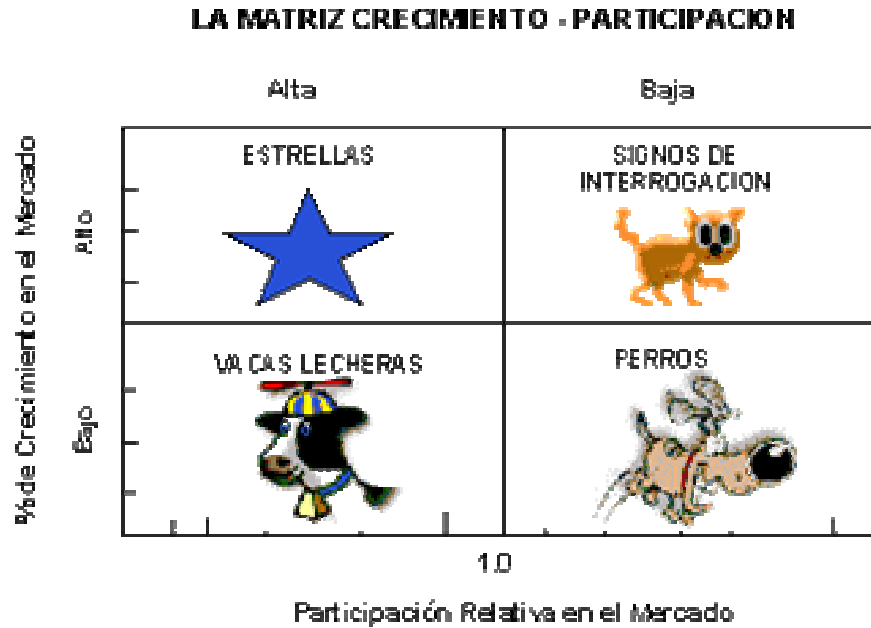 LA MATRIZ CRECIMIENTO - PARTICIPACION
Alta
Baja
% de Crecimiento en el Mercado
Alto
ESTRELLAS
SIGNOS DE
INTERROGACION
Bajo
VACAS LECHERAS
PERROS
1.0
Participación Relativa en el Mercado